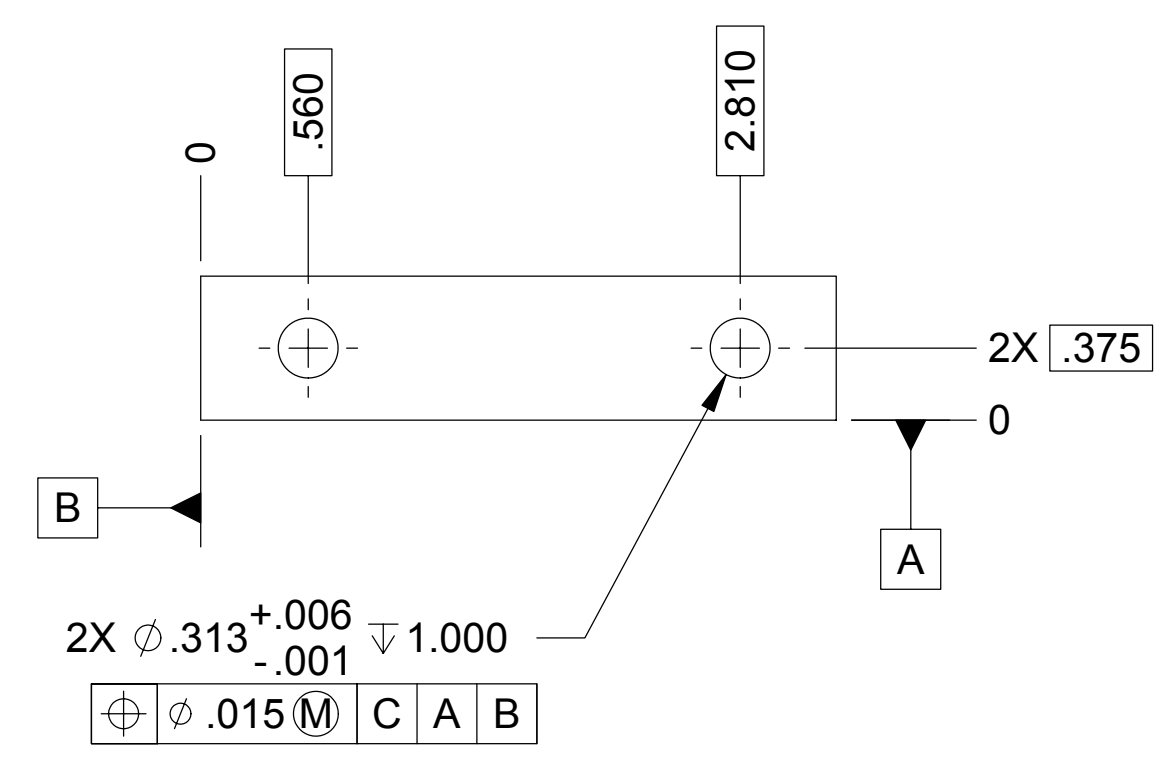 0
.560
2.810
2X .375
0
B
A
2X ⌀.313 +.006 -.001 ↧ 1.000
⌖ ⌀ .015 Ⓜ C A B